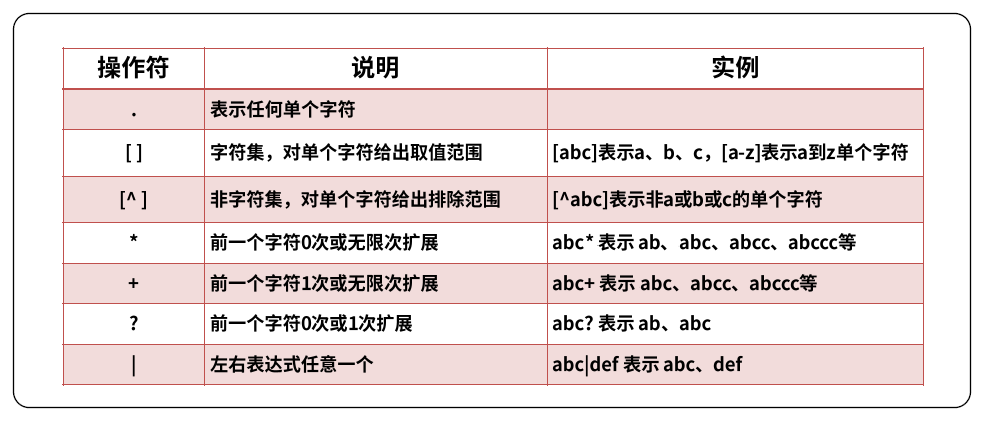 操作符 说明 实例
. 表示任何单个字符
[ ] 字符集，对单个字符给出取值范围 [abc]表示a、b、c，[a-z]表示a到z单个字符
[^ ] 非字符集，对单个字符给出排除范围 [^abc]表示非a或b或c的单个字符
* 前一个字符0次或无限次扩展 abc* 表示 ab、abc、abcc、abccc等
+ 前一个字符1次或无限次扩展 abc+ 表示 abc、abcc、abccc等
? 前一个字符0次或1次扩展 abc? 表示 ab、abc
| 左右表达式任意一个 abc|def 表示 abc、def